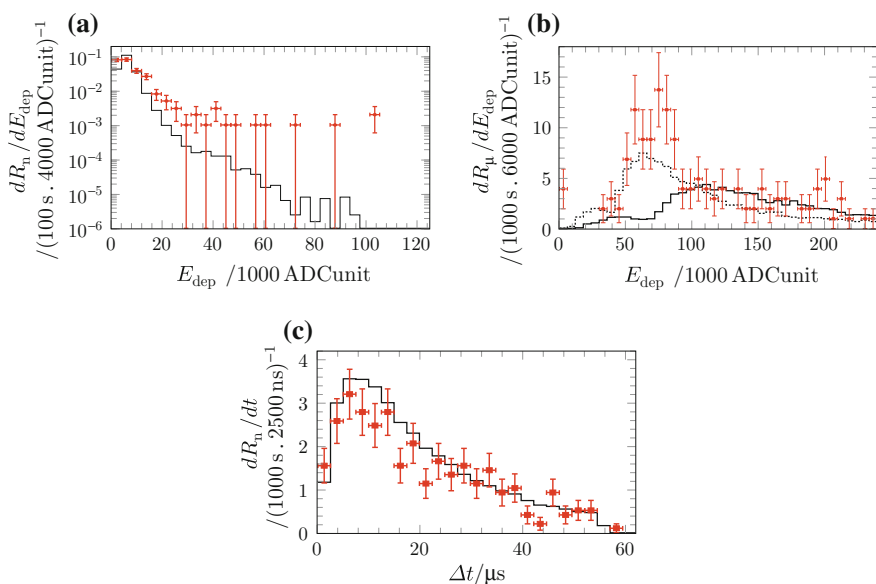 (a)
dRₙ/dE_dep
/(100 s . 4000 ADCunit)⁻¹
10⁻¹
10⁻²
10⁻³
10⁻⁴
10⁻⁵
10⁻⁶
0 20 40 60 80 100 120
E_dep /1000 ADCunit
(b)
dR_μ/dE_dep
/(1000 s . 6000 ADCunit)⁻¹
15
10
5
0
0 50 100 150 200
E_dep /1000 ADCunit
(c)
dRₙ/dt
/(1000 s . 2500 ns)⁻¹
4
3
2
1
0
0 20 40 60
Δt/μs